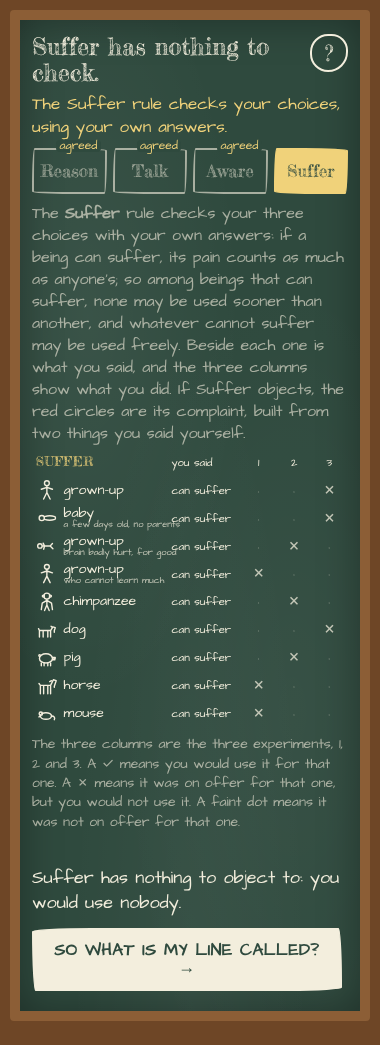 Suffer has nothing to
check.
?
The Suffer rule checks your choices,
using your own answers.
agreed agreed agreed
Reason Talk Aware Suffer
The Suffer rule checks your three
choices with your own answers: if a
being can suffer, its pain counts as much
as anyone's; so among beings that can
suffer, none may be used sooner than
another, and whatever cannot suffer
may be used freely. Beside each one is
what you said, and the three columns
show what you did. If Suffer objects, the
red circles are its complaint, built from
two things you said yourself.
SUFFER you said 1 2 3
grown-up can suffer · · ×
baby can suffer · · ×
a few days old, no parents
grown-up can suffer · × ·
brain badly hurt, for good
grown-up can suffer × · ·
who cannot learn much
chimpanzee can suffer · × ·
dog can suffer · · ×
pig can suffer · × ·
horse can suffer × · ·
mouse can suffer × · ·
The three columns are the three experiments, 1,
2 and 3. A ✓ means you would use it for that
one. A × means it was on offer for that one,
but you would not use it. A faint dot means it
was not on offer for that one.
Suffer has nothing to object to: you
would use nobody.
SO WHAT IS MY LINE CALLED?
→